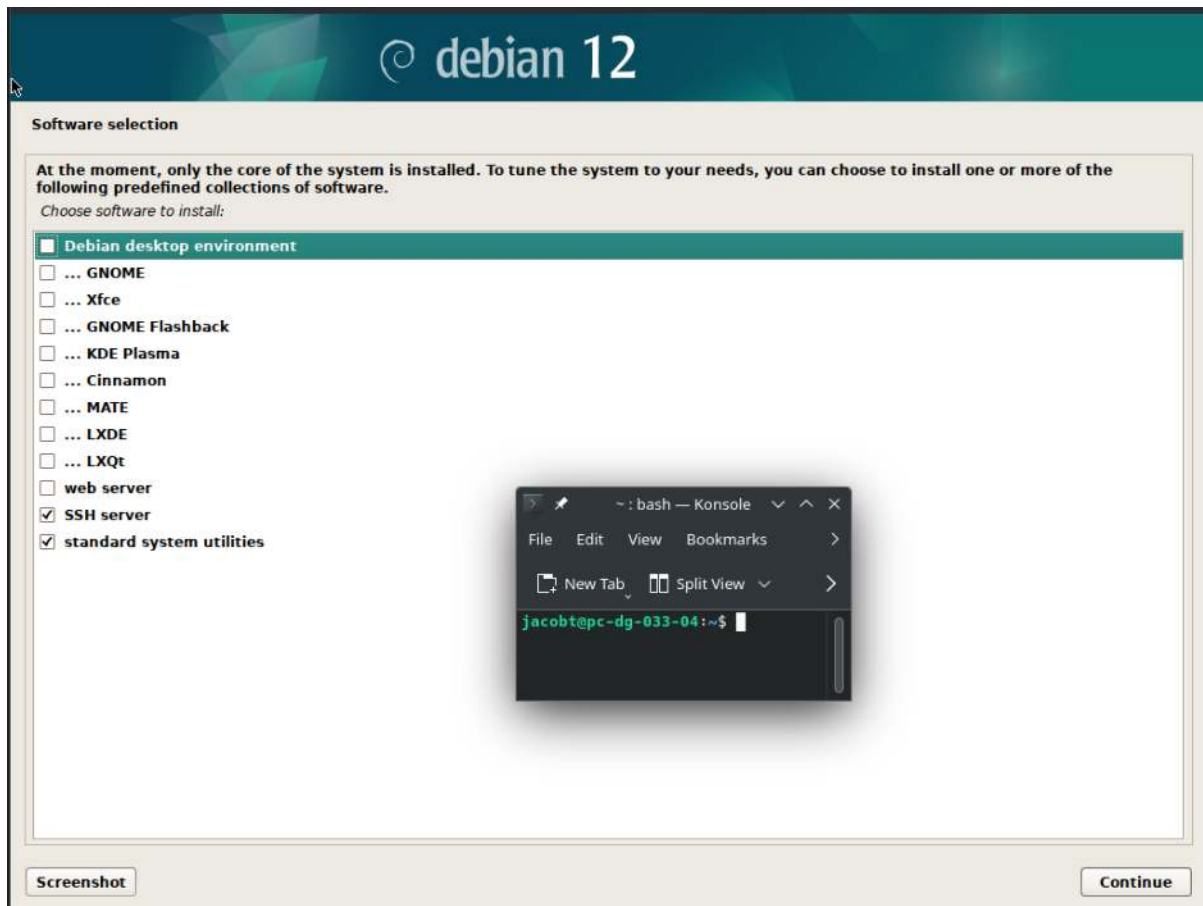 debian 12
Software selection
At the moment, only the core of the system is installed. To tune the system to your needs, you can choose to install one or more of the
following predefined collections of software.
Choose software to install:
Debian desktop environment
... GNOME
... Xfce
... GNOME Flashback
... KDE Plasma
... Cinnamon
... MATE
... LXDE
... LXQt
web server
SSH server
standard system utilities
~ : bash — Konsole
File Edit View Bookmarks
New Tab Split View
jacobt@pc-dg-033-04:~$
Screenshot
Continue